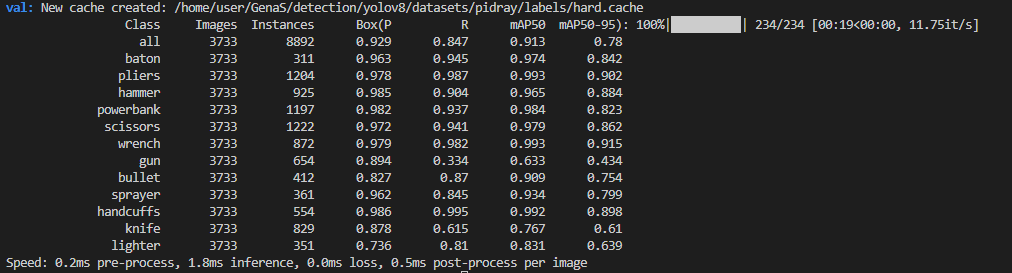 val: New cache created: /home/user/GenaS/detection/yolov8/datasets/pidray/labels/hard.cache
Class Images Instances Box(P R mAP50 mAP50-95): 100%|██████████| 234/234 [00:19<00:00, 11.75it/s]
all 3733 8892 0.929 0.847 0.913 0.78
baton 3733 311 0.963 0.945 0.974 0.842
pliers 3733 1204 0.978 0.987 0.993 0.902
hammer 3733 925 0.985 0.904 0.965 0.884
powerbank 3733 1197 0.982 0.937 0.984 0.823
scissors 3733 1222 0.972 0.941 0.979 0.862
wrench 3733 872 0.979 0.982 0.993 0.915
gun 3733 654 0.894 0.334 0.633 0.434
bullet 3733 412 0.827 0.87 0.909 0.754
sprayer 3733 361 0.962 0.845 0.934 0.799
handcuffs 3733 554 0.986 0.995 0.992 0.898
knife 3733 829 0.878 0.615 0.767 0.61
lighter 3733 351 0.736 0.81 0.831 0.639
Speed: 0.2ms pre-process, 1.8ms inference, 0.0ms loss, 0.5ms post-process per image